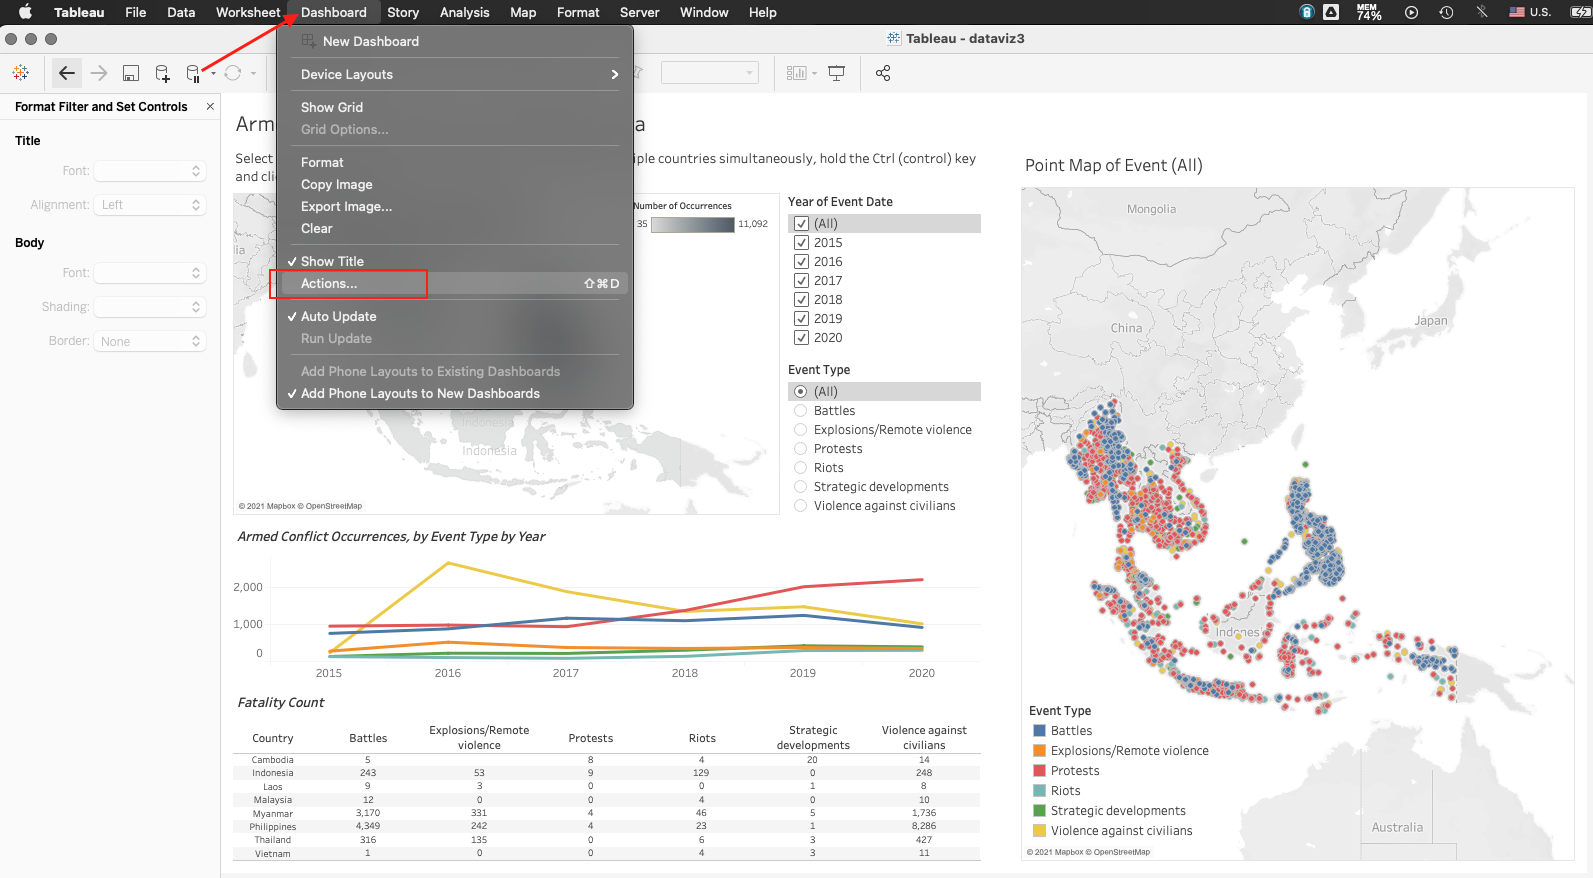 Tableau File Data Worksheet Dashboard Story Analysis Map Format Server Window Help
MEM
74%
U.S.
Tableau - dataviz3
New Dashboard
Device Layouts
Show Grid
Grid Options...
Format
Copy Image
Export Image...
Clear
Show Title
Actions... ⇧⌘D
Auto Update
Run Update
Add Phone Layouts to Existing Dashboards
Add Phone Layouts to New Dashboards
Format Filter and Set Controls
Title
Font:
Alignment: Left
Body
Font:
Shading:
Border: None
Select
countries simultaneously, hold the Ctrl (control) key
and
Number of Occurrences
35 11,092
Indonesia
Indonesia
© 2021 Mapbox © OpenStreetMap
Year of Event Date
(All)
2015
2016
2017
2018
2019
2020
Event Type
(All)
Battles
Explosions/Remote violence
Protests
Riots
Strategic developments
Violence against civilians
Armed Conflict Occurrences, by Event Type by Year
2,000
1,000
0
2015 2016 2017 2018 2019 2020
Fatality Count
Country Battles Explosions/Remote violence Protests Riots Strategic developments Violence against civilians
Cambodia 5 8 4 20 14
Indonesia 243 53 9 129 0 248
Laos 9 3 0 0 1 8
Malaysia 12 0 0 4 0 10
Myanmar 3,170 331 4 46 5 1,736
Philippines 4,349 242 4 23 1 8,286
Thailand 316 135 0 6 3 427
Vietnam 1 0 0 4 3 11
Point Map of Event (All)
Mongolia
China
Japan
Australia
Event Type
Battles
Explosions/Remote violence
Protests
Riots
Strategic developments
Violence against civilians
© 2021 Mapbox © OpenStreetMap